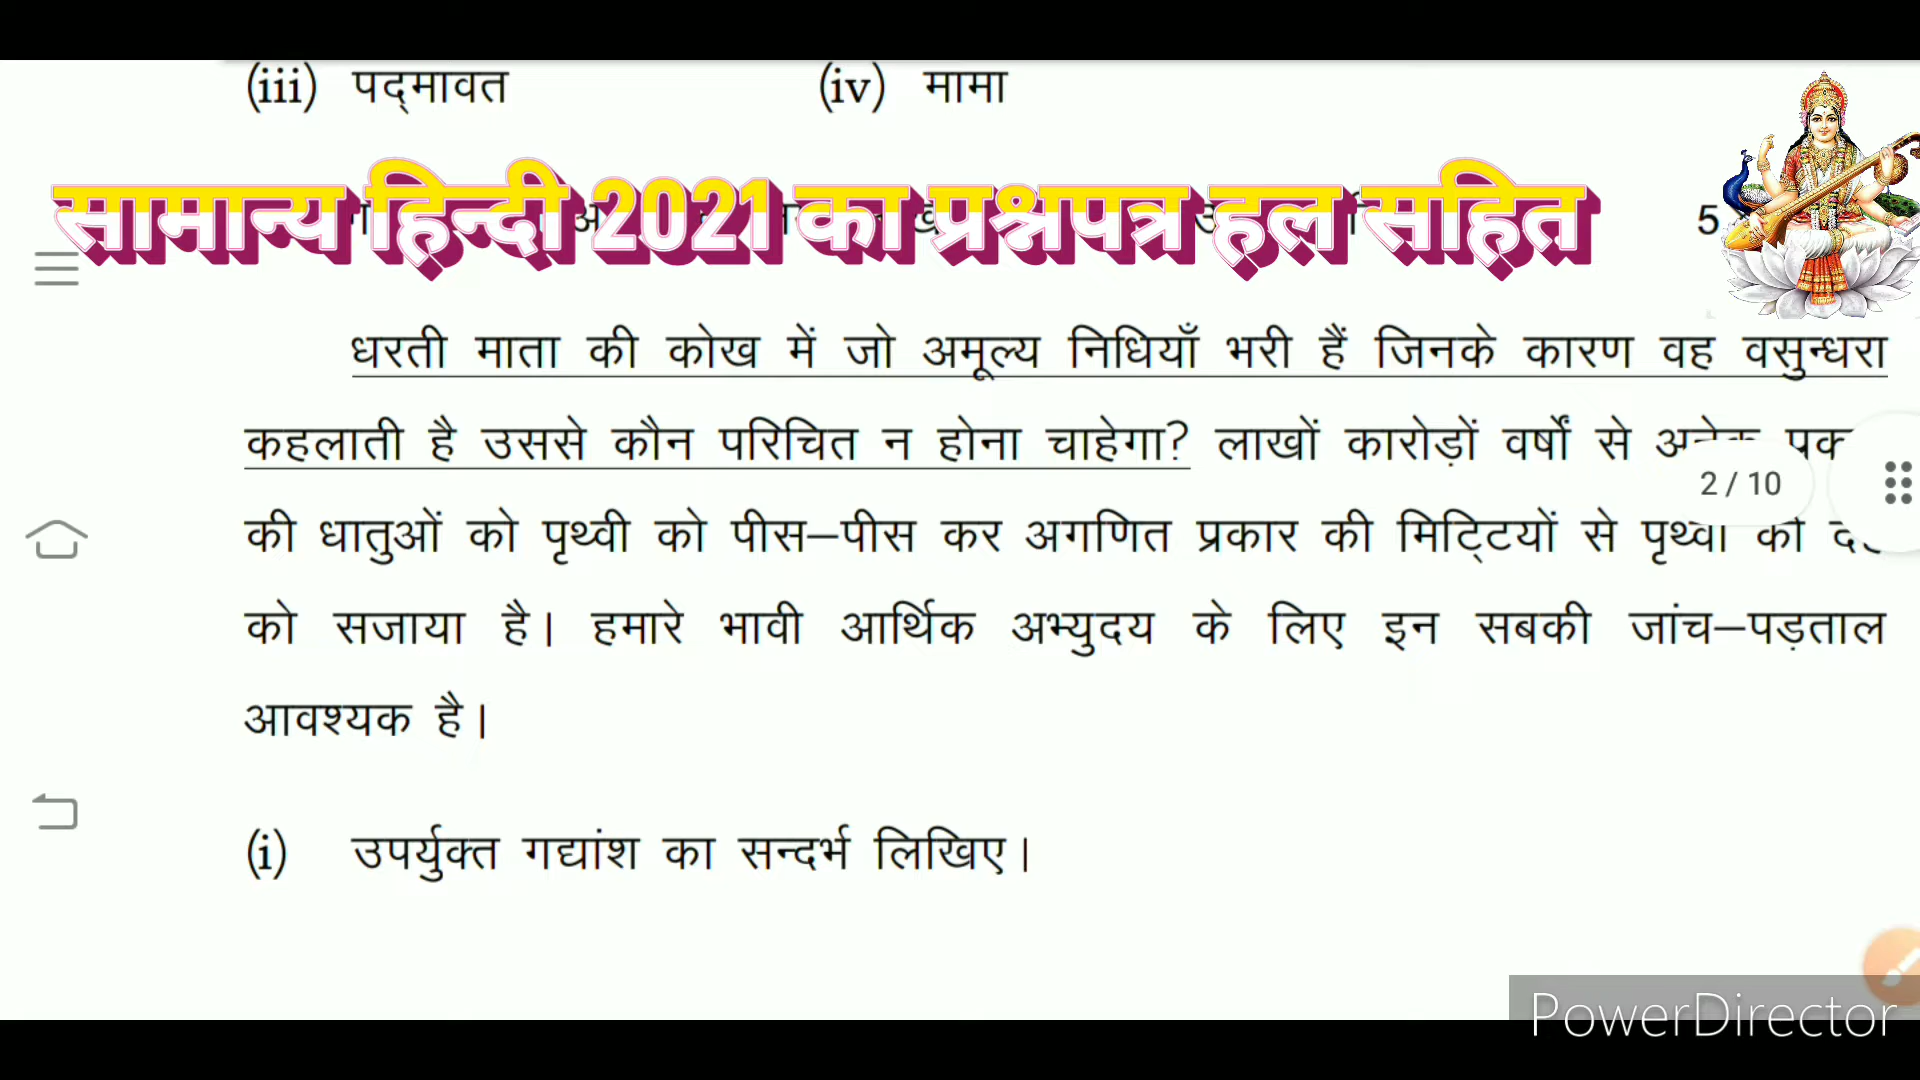 (iii) पद्मावत (iv) मामा
सामान्य हिन्दी 2021 का प्रश्नपत्र हल सहित
5
धरती माता की कोख में जो अमूल्य निधियाँ भरी हैं जिनके कारण वह वसुन्धरा
कहलाती है उससे कौन परिचित न होना चाहेगा? लाखों कारोड़ों वर्षों से अनेक
2 / 10
की धातुओं को पृथ्वी को पीस–पीस कर अगणित प्रकार की मिट्टियों से पृथ्वी की
को सजाया है। हमारे भावी आर्थिक अभ्युदय के लिए इन सबकी जांच–पड़ताल
आवश्यक है।
(i) उपर्युक्त गद्यांश का सन्दर्भ लिखिए।
PowerDirector